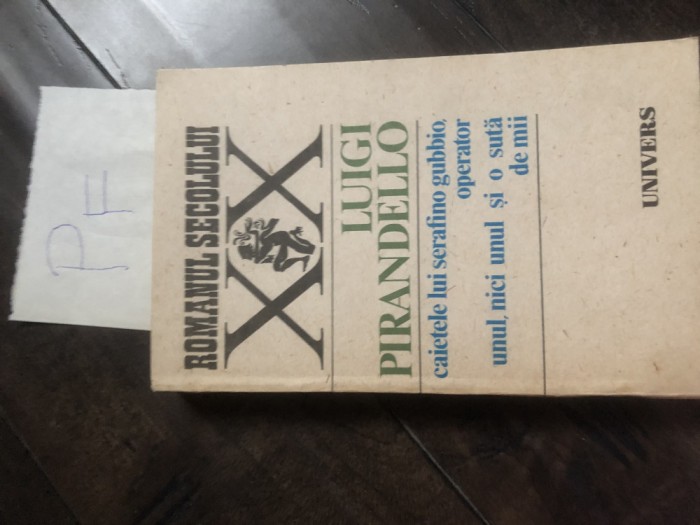 PF
ROMANUL SECOLULUI
XX
LUIGI
PIRANDELLO
caietele lui serafino gubbio,
operator
unul, nici unul și o sută
de mii
UNIVERS